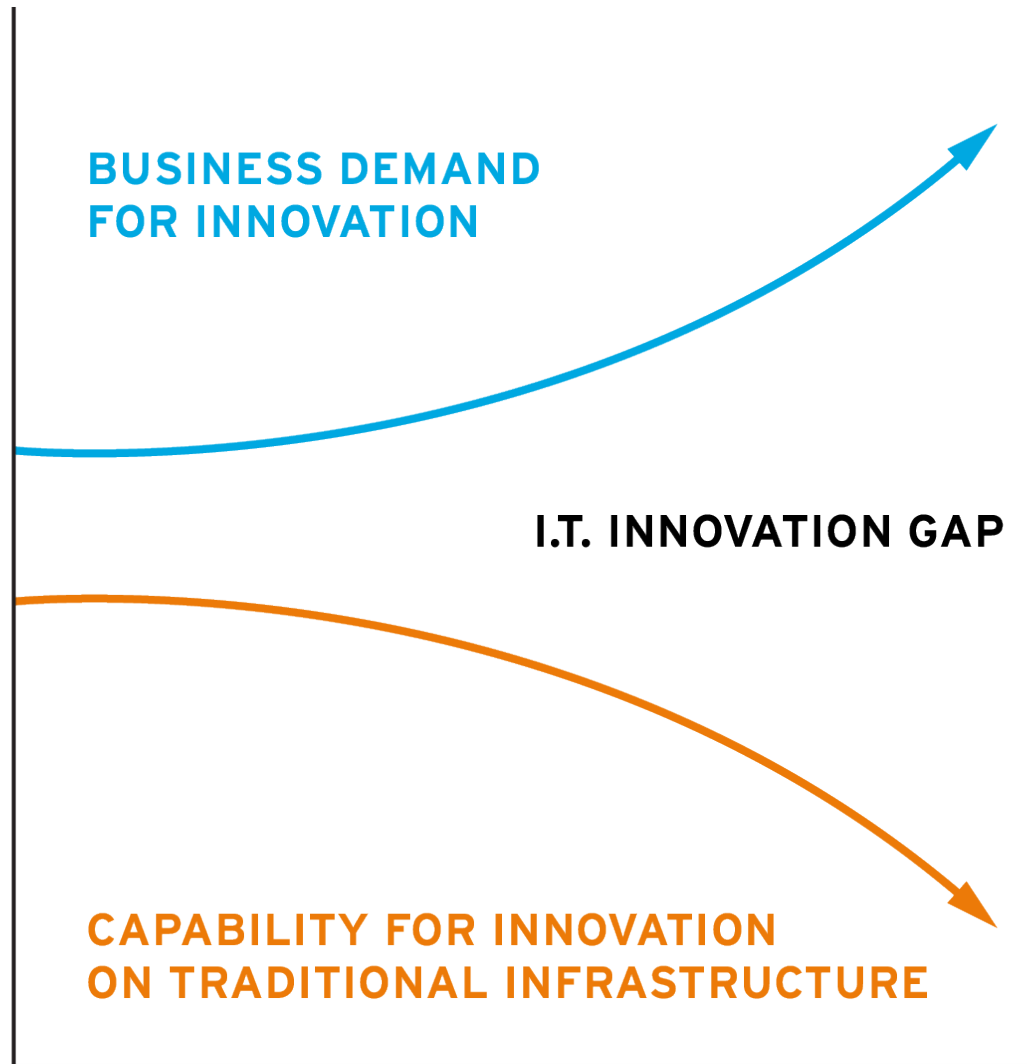 BUSINESS DEMAND
FOR INNOVATION
I.T. INNOVATION GAP
CAPABILITY FOR INNOVATION
ON TRADITIONAL INFRASTRUCTURE